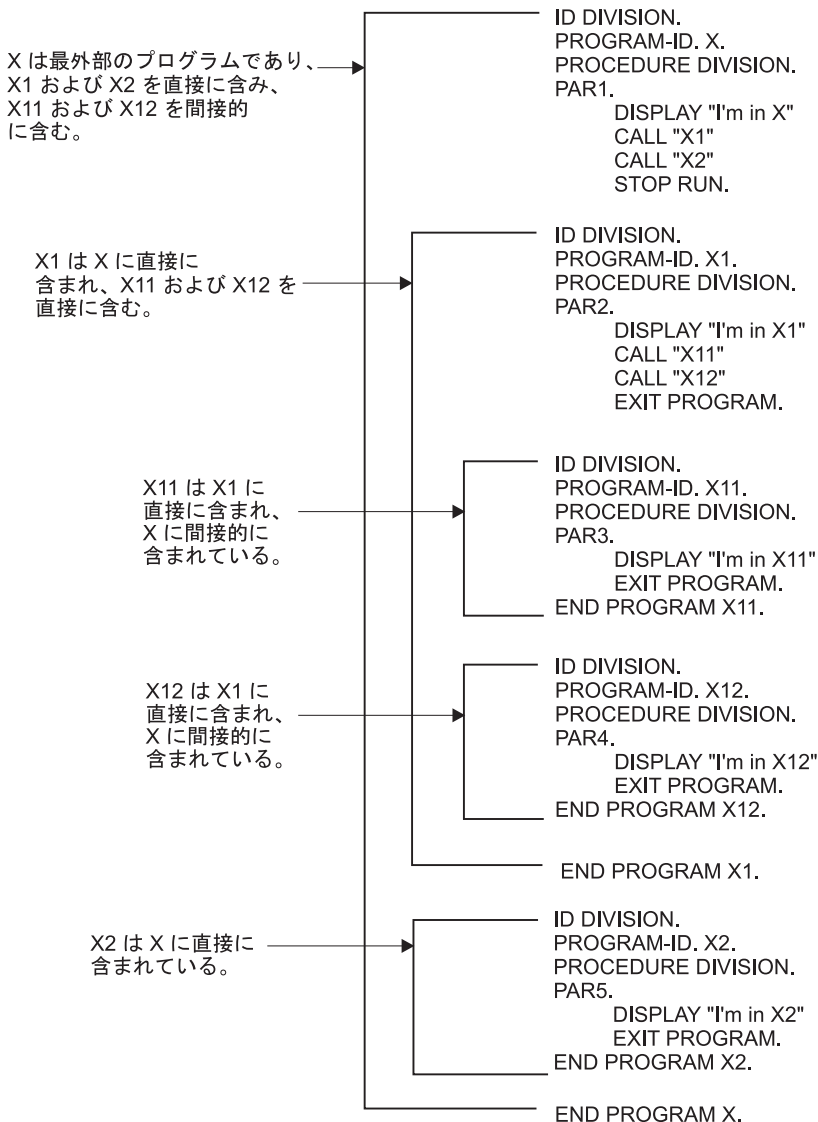 X は最外部のプログラムであり、
X1 および X2 を直接に含み、
X11 および X12 を間接的
に含む。
ID DIVISION.
PROGRAM-ID. X.
PROCEDURE DIVISION.
PAR1.
DISPLAY "I'm in X"
CALL "X1"
CALL "X2"
STOP RUN.
X1 は X に直接に
含まれ、X11 および X12 を
直接に含む。
ID DIVISION.
PROGRAM-ID. X1.
PROCEDURE DIVISION.
PAR2.
DISPLAY "I'm in X1"
CALL "X11"
CALL "X12"
EXIT PROGRAM.
X11 は X1 に
直接に含まれ、
X に間接的に
含まれている。
ID DIVISION.
PROGRAM-ID. X11.
PROCEDURE DIVISION.
PAR3.
DISPLAY "I'm in X11"
EXIT PROGRAM.
END PROGRAM X11.
X12 は X1 に
直接に含まれ、
X に間接的に
含まれている。
ID DIVISION.
PROGRAM-ID. X12.
PROCEDURE DIVISION.
PAR4.
DISPLAY "I'm in X12"
EXIT PROGRAM.
END PROGRAM X12.
END PROGRAM X1.
X2 は X に直接に
含まれている。
ID DIVISION.
PROGRAM-ID. X2.
PROCEDURE DIVISION.
PAR5.
DISPLAY "I'm in X2"
EXIT PROGRAM.
END PROGRAM X2.
END PROGRAM X.